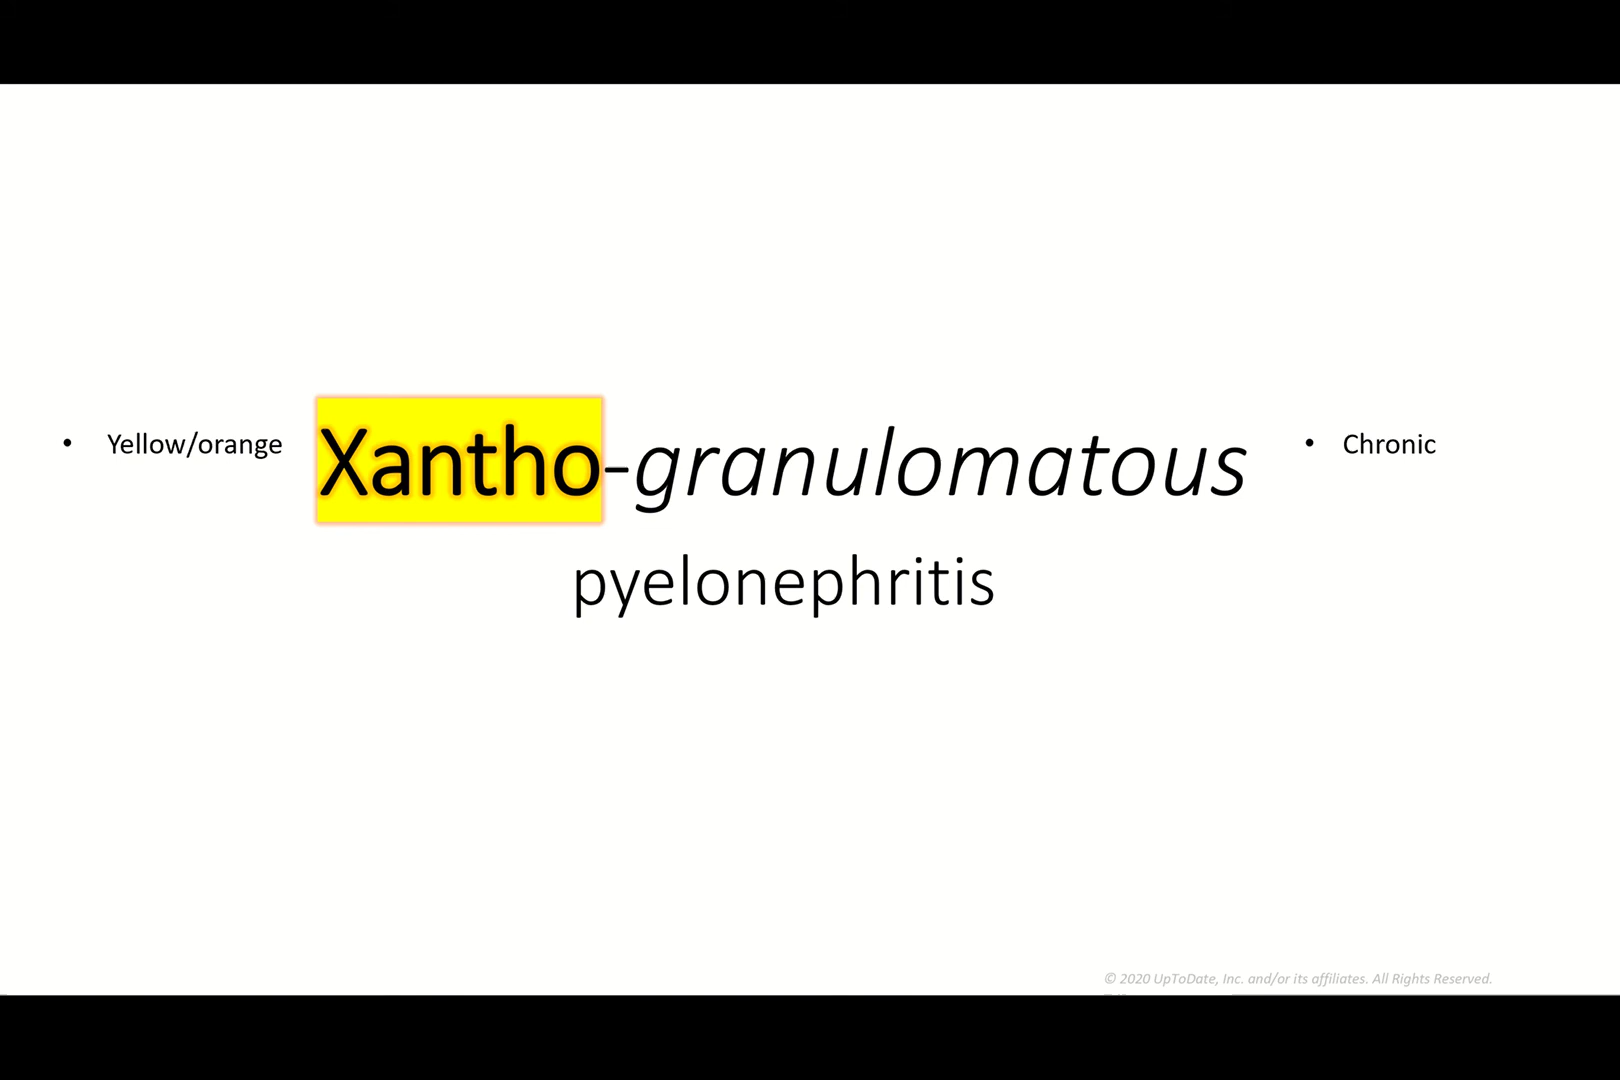 • Yellow/orange
Xantho-granulomatous
• Chronic
pyelonephritis
© 2020 UpToDate, Inc. and/or its affiliates. All Rights Reserved.